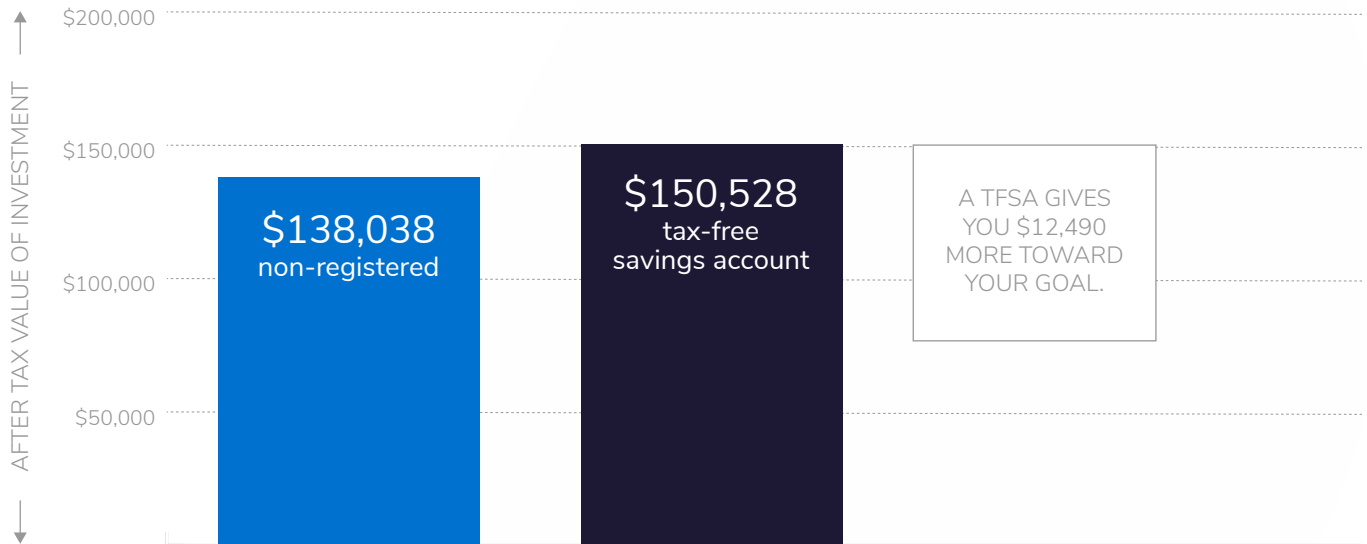 AFTER TAX VALUE OF INVESTMENT
$200,000
$150,000
$100,000
$50,000
$138,038
non-registered
$150,528
tax-free
savings account
A TFSA GIVES
YOU $12,490
MORE TOWARD
YOUR GOAL.